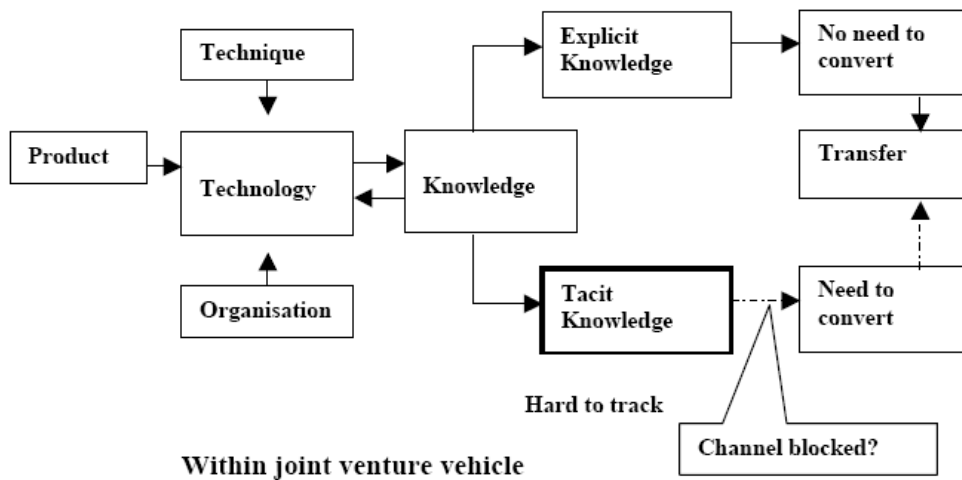 Technique
Explicit
Knowledge
No need to
convert
Product
Technology
Knowledge
Transfer
Organisation
Tacit
Knowledge
Need to
convert
Hard to track
Channel blocked?
Within joint venture vehicle